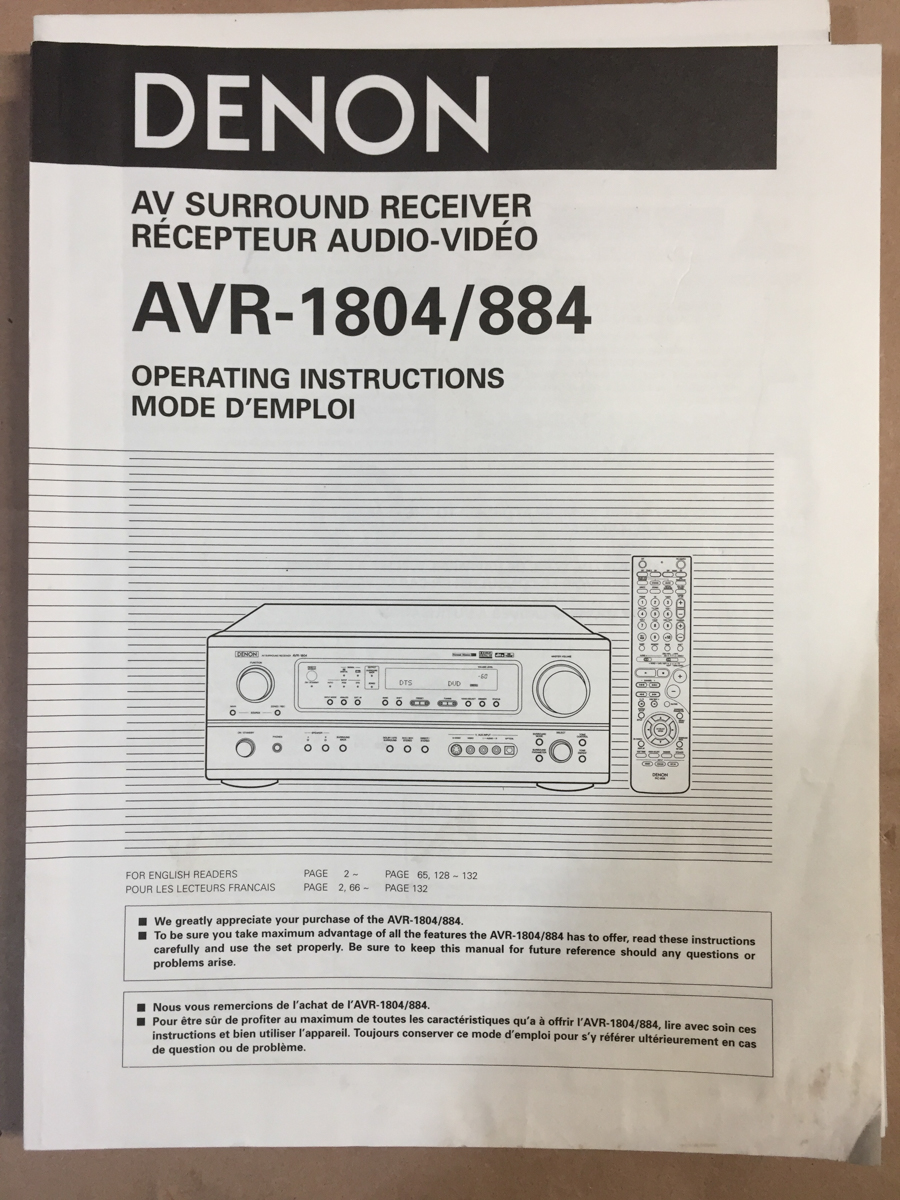 DENON
AV SURROUND RECEIVER
RÉCEPTEUR AUDIO-VIDÉO
AVR-1804/884
OPERATING INSTRUCTIONS
MODE D'EMPLOI
DENON
AV SURROUND RECEIVER AVR-1804
DTS DVD -60
DENON
FOR ENGLISH READERS PAGE 2 ~ PAGE 65, 128 ~ 132
POUR LES LECTEURS FRANCAIS PAGE 2, 66 ~ PAGE 132
■ We greatly appreciate your purchase of the AVR-1804/884.
■ To be sure you take maximum advantage of all the features the AVR-1804/884 has to offer, read these instructions
carefully and use the set properly. Be sure to keep this manual for future reference should any questions or
problems arise.
■ Nous vous remercions de l'achat de l'AVR-1804/884.
■ Pour être sûr de profiter au maximum de toutes les caractéristiques qu'a à offrir l'AVR-1804/884, lire avec soin ces
instructions et bien utiliser l'appareil. Toujours conserver ce mode d'emploi pour s'y référer ultérieurement en cas
de question ou de problème.